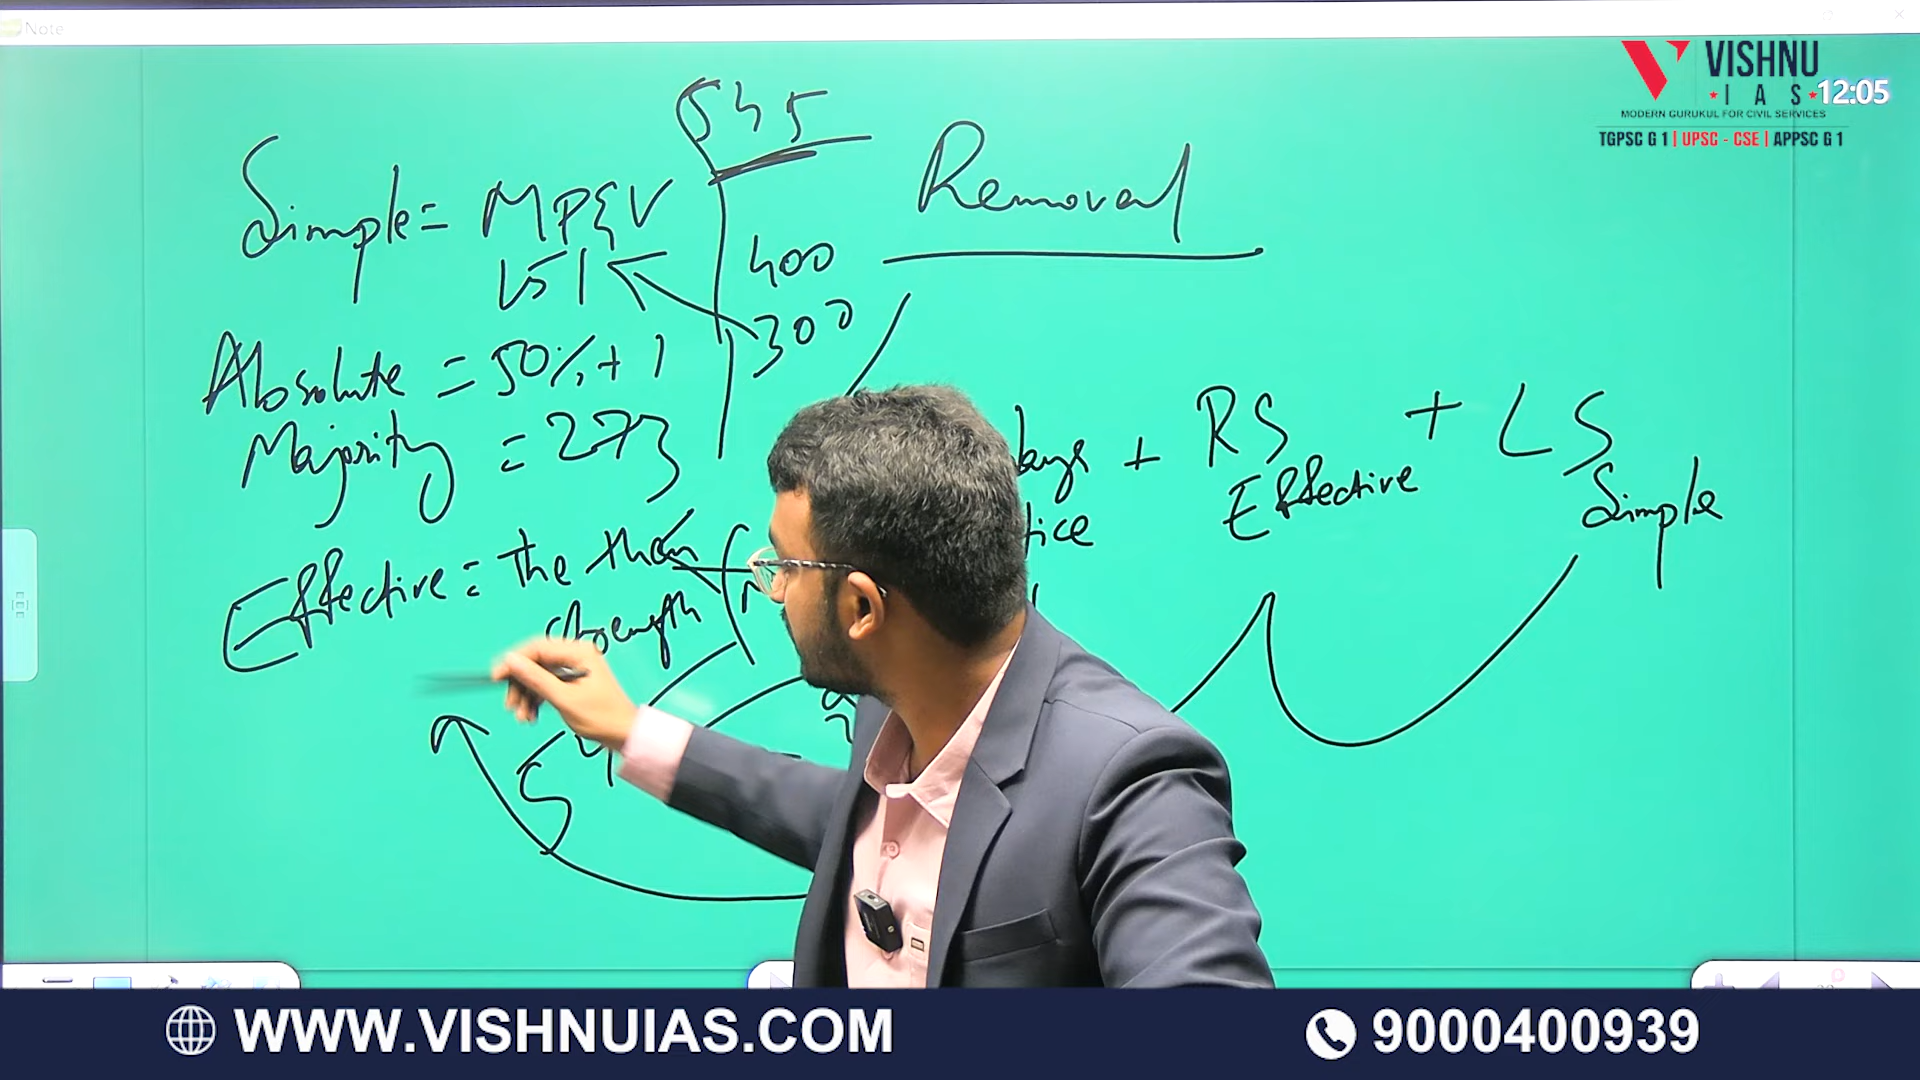 Note
VISHNU
IAS
12:05
MODERN GURUKUL FOR CIVIL SERVICES
TGPSC G 1 | UPSC - CSE | APPSC G 1
545
Simple = MP&V
151
400
300
Removal
Absolute = 50% + 1
Majority = 273
+ RS + LS
Effective Simple
Effective = The then
strength
WWW.VISHNUIAS.COM
9000400939